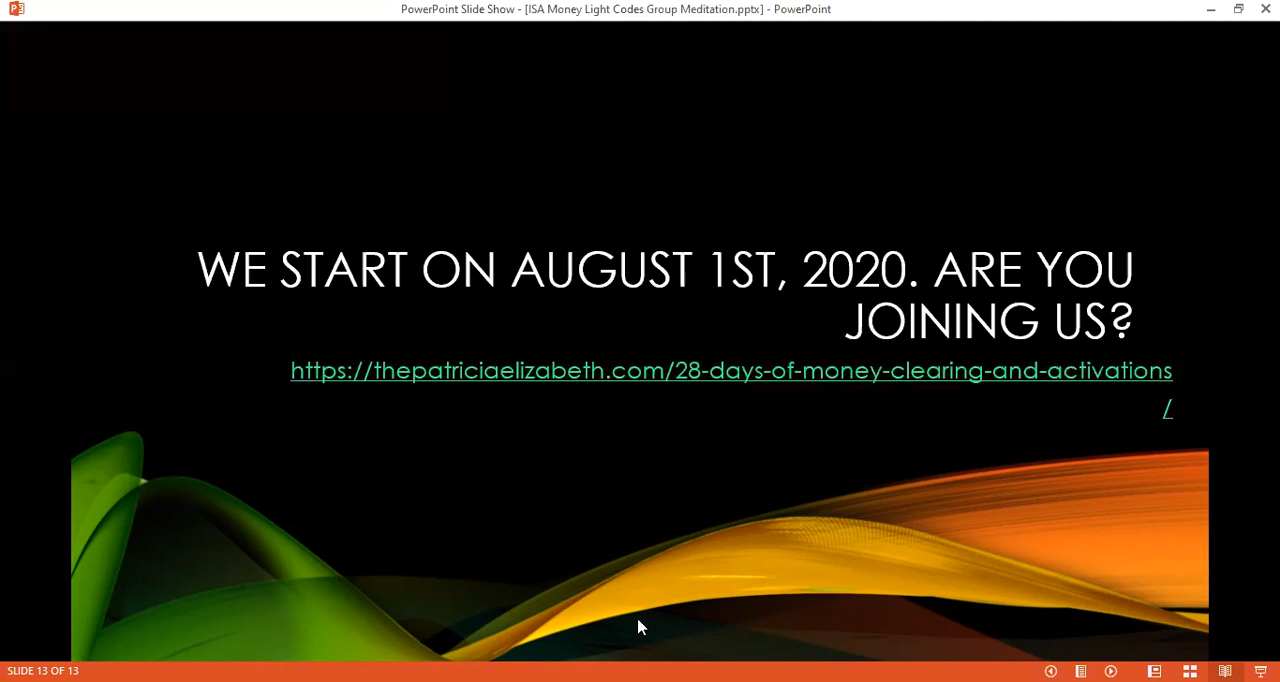 PowerPoint Slide Show - [ISA Money Light Codes Group Meditation.pptx] - PowerPoint
WE START ON AUGUST 1ST, 2020. ARE YOU
JOINING US?
https://thepatriciaelizabeth.com/28-days-of-money-clearing-and-activations
/
SLIDE 13 OF 13